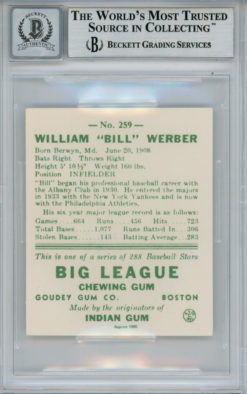 THE WORLD'S MOST TRUSTED
SOURCE IN COLLECTING™
BECKETT GRADING SERVICES
— No. 259 —
WILLIAM "BILL" WERBER
Born Berwyn, Md. June 20, 1908
Bats Right Throws Right
Height 5' 10½" Weight 160 lbs.
Position INFIELDER
"Bill" began his professional baseball career with
the Albany Club in 1930. He entered the majors
in 1933 with the New York Yankees and is now
with the Philadelphia Athletics.
His six year major league record is as follows:
Games ..... 664 Runs ..... 456 Hits ..... 723
Total Bases .... 1,077 Runs Batted In .. 306
Stolen Bases ..... 143 Batting Average .. 283
This is one of a series of 288 Baseball Stars
BIG LEAGUE
CHEWING GUM
GOUDEY GUM CO. BOSTON
Made by the originators of
INDIAN GUM